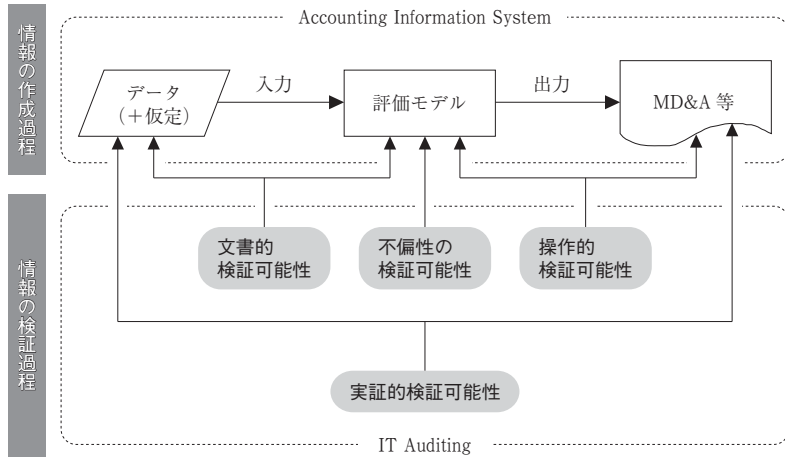 情報の作成過程
Accounting Information System
データ
(＋仮定)
入力
評価モデル
出力
MD&A 等
情報の検証過程
文書的
検証可能性
不偏性の
検証可能性
操作的
検証可能性
実証的検証可能性
IT Auditing